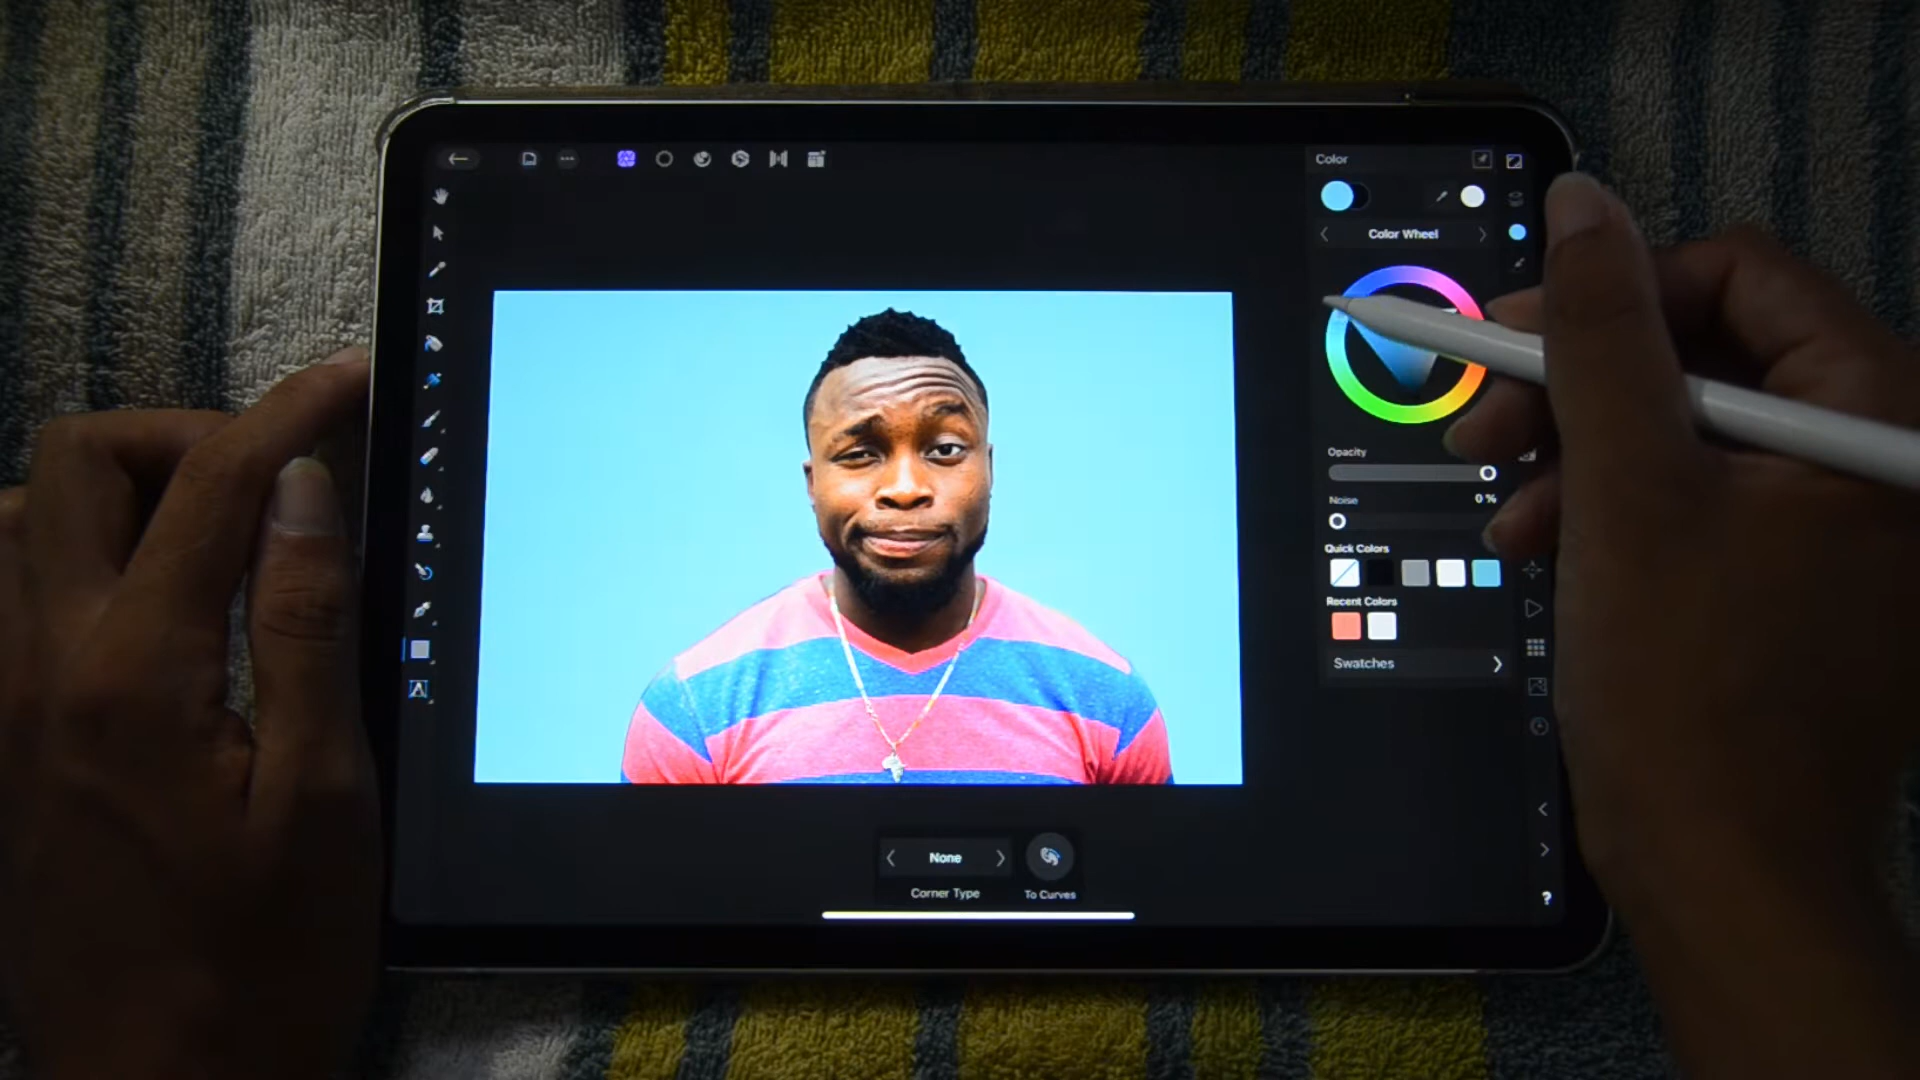 Color
Color Wheel
Opacity
Noise
0 %
Quick Colors
Recent Colors
Swatches
None
Corner Type
To Curves
?